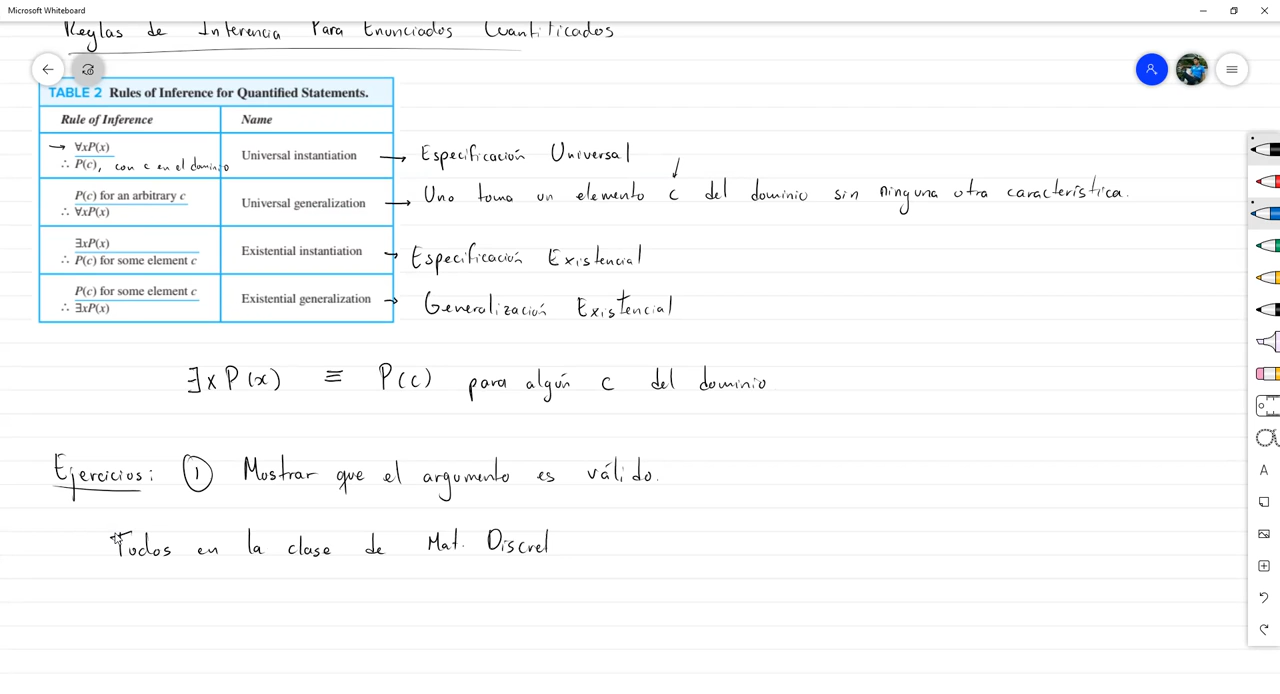 Microsoft Whiteboard
Reglas de Inferencia Para Enunciados Cuantificados
TABLE 2 Rules of Inference for Quantified Statements.
Rule of Inference Name
→ ∀xP(x)
∴ P(c), con c en el dominio
Universal instantiation → Especificación Universal
P(c) for an arbitrary c
∴ ∀xP(x)
Universal generalization → Uno toma un elemento c del dominio sin ninguna otra característica.
∃xP(x)
∴ P(c) for some element c
Existential instantiation → Especificación Existencial
P(c) for some element c
∴ ∃xP(x)
Existential generalization → Generalización Existencial
∃x P(x) ≡ P(c) para algún c del dominio
Ejercicios: ① Mostrar que el argumento es válido.
Todos en la clase de Mat. Discret